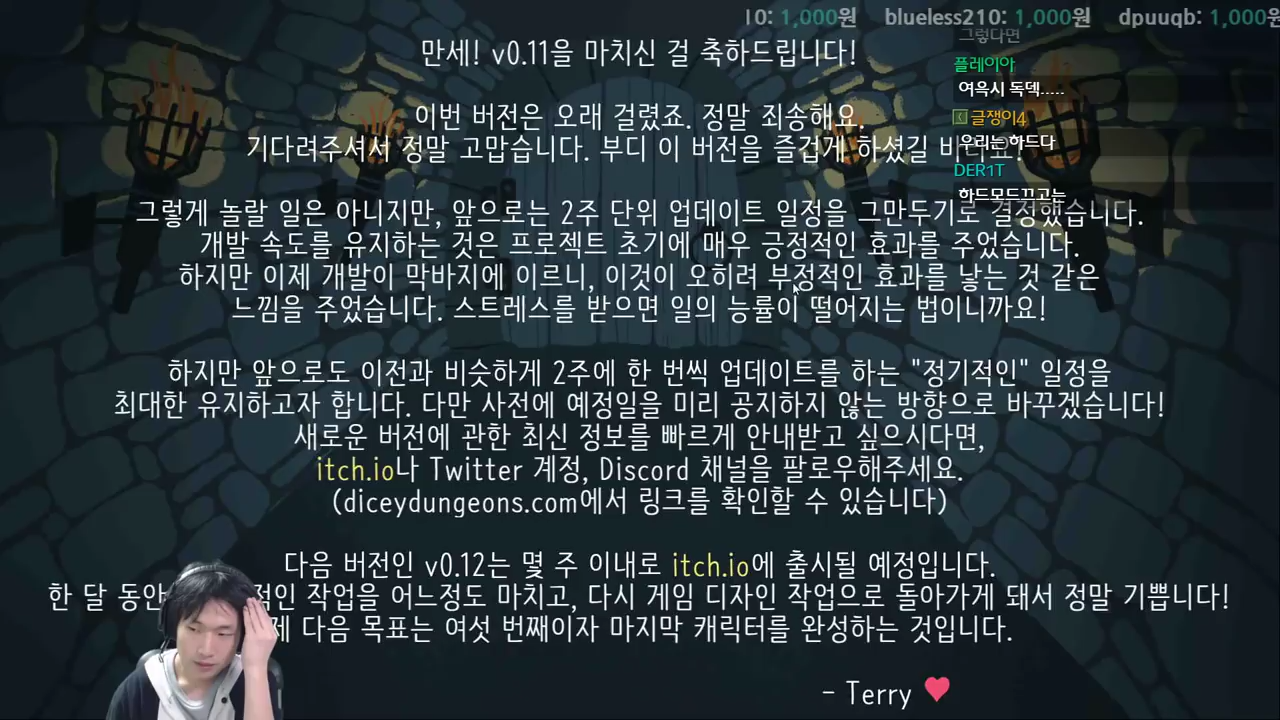 10: 1,000원 blueless210: 1,000원 dpuuqb: 1,000원
그렇다면
플레이아
여윽시 독덱.....
글쟁이4
우리는 하드다
DER1T
하드모드끄고는
만세! v0.11을 마치신 걸 축하드립니다!
이번 버전은 오래 걸렸죠. 정말 죄송해요.
기다려주셔서 정말 고맙습니다. 부디 이 버전을 즐겁게 하셨길 바라요!
그렇게 놀랄 일은 아니지만, 앞으로는 2주 단위 업데이트 일정을 그만두기로 결정했습니다.
개발 속도를 유지하는 것은 프로젝트 초기에 매우 긍정적인 효과를 주었습니다.
하지만 이제 개발이 막바지에 이르니, 이것이 오히려 부정적인 효과를 낳는 것 같은
느낌을 주었습니다. 스트레스를 받으면 일의 능률이 떨어지는 법이니까요!
하지만 앞으로도 이전과 비슷하게 2주에 한 번씩 업데이트를 하는 "정기적인" 일정을
최대한 유지하고자 합니다. 다만 사전에 예정일을 미리 공지하지 않는 방향으로 바꾸겠습니다!
새로운 버전에 관한 최신 정보를 빠르게 안내받고 싶으시다면,
itch.io나 Twitter 계정, Discord 채널을 팔로우해주세요.
(diceydungeons.com에서 링크를 확인할 수 있습니다)
다음 버전인 v0.12는 몇 주 이내로 itch.io에 출시될 예정입니다.
한 달 동안 적인 작업을 어느정도 마치고, 다시 게임 디자인 작업으로 돌아가게 돼서 정말 기쁩니다!
제 다음 목표는 여섯 번째이자 마지막 캐릭터를 완성하는 것입니다.
- Terry ♥